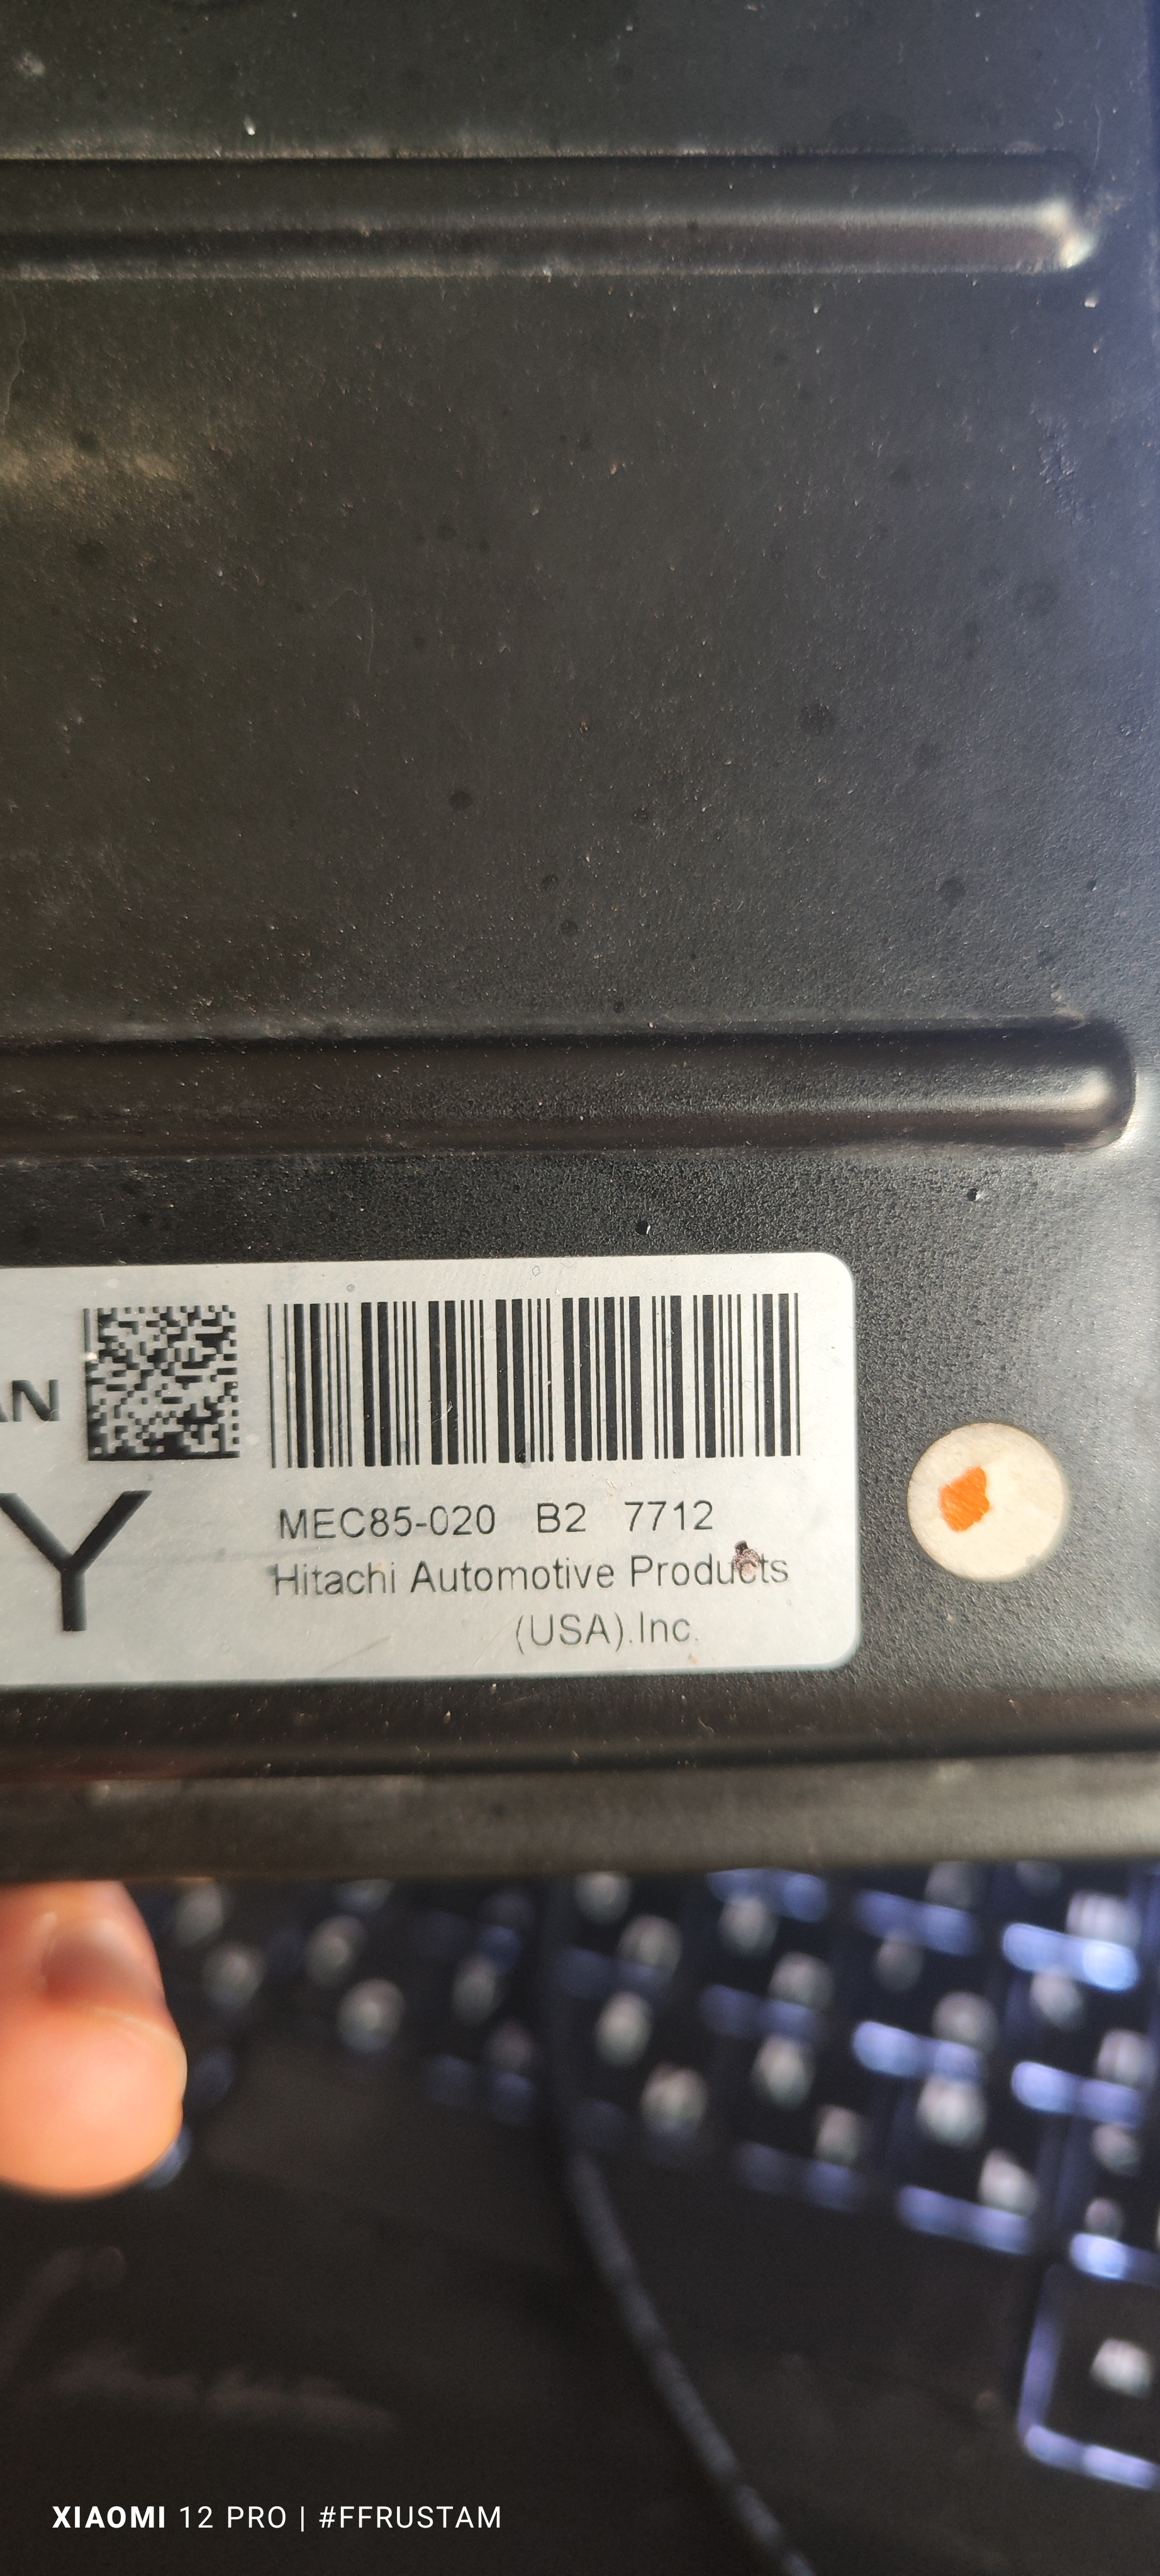 AN
Y
MEC85-020 B2 7712
Hitachi Automotive Products
(USA).Inc.
XIAOMI 12 PRO | #FFRUSTAM